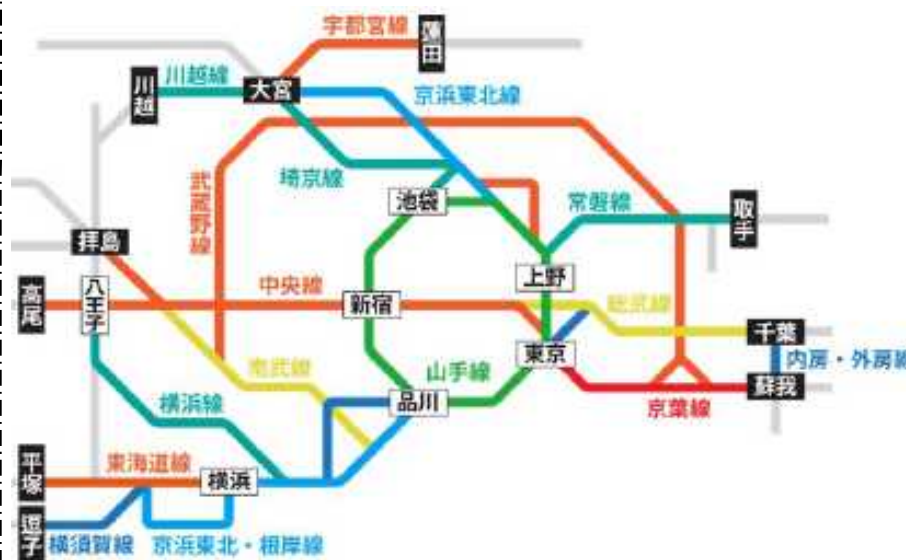 宇都宮線
蓮田
川越線
川越
大宮
京浜東北線
埼京線
武蔵野線
池袋
常磐線
取手
拝島
上野
高尾
八王子
中央線
新宿
総武線
千葉
東京
内房・外房線
南武線
山手線
蘇我
横浜線
品川
京葉線
平塚
東海道線
横浜
逗子
横須賀線
京浜東北・根岸線